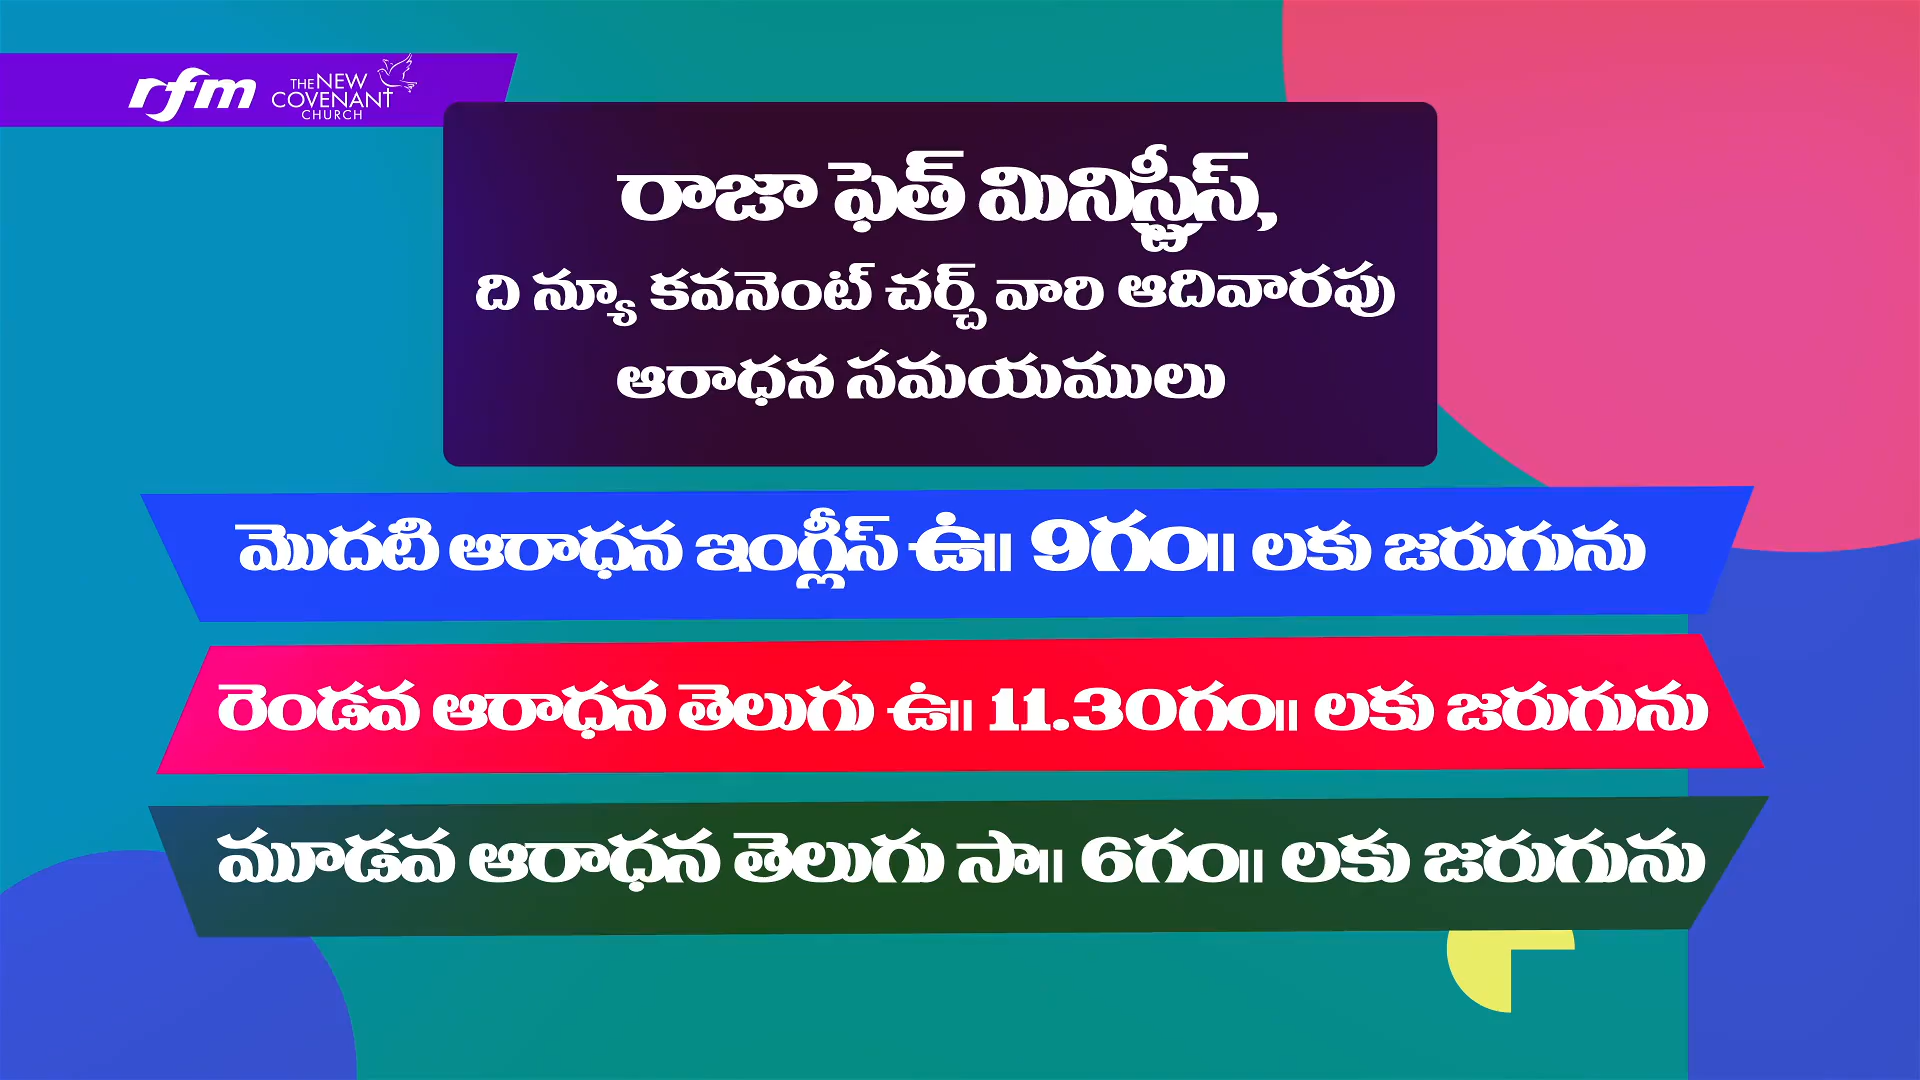 rfm
THE NEW
COVENANT
CHURCH
రాజా ఫెత్ మినిస్ట్రీస్,
ది న్యూ కవనెంట్ చర్చ్ వారి ఆదివారపు
ఆరాధన సమయములు
మొదటి ఆరాధన ఇంగ్లీస్ ఉ॥ 9గం॥ లకు జరుగును
రెండవ ఆరాధన తెలుగు ఉ॥ 11.30గం॥ లకు జరుగును
మూడవ ఆరాధన తెలుగు సా॥ 6గం॥ లకు జరుగును